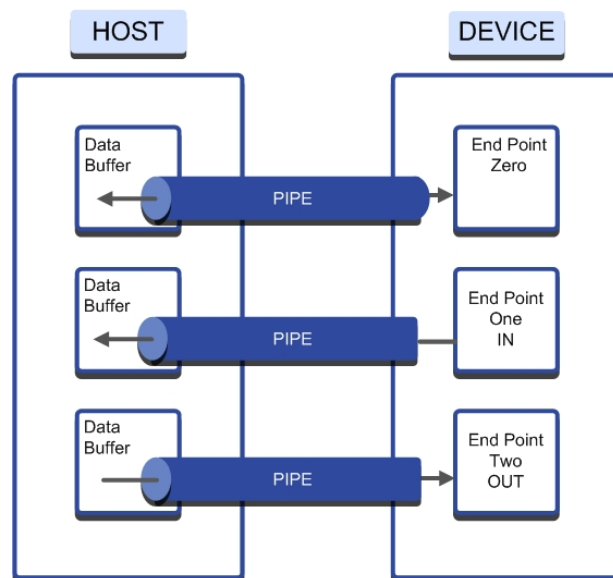 HOST
DEVICE
Data
Buffer
PIPE
End Point
Zero
Data
Buffer
PIPE
End Point
One
IN
Data
Buffer
PIPE
End Point
Two
OUT